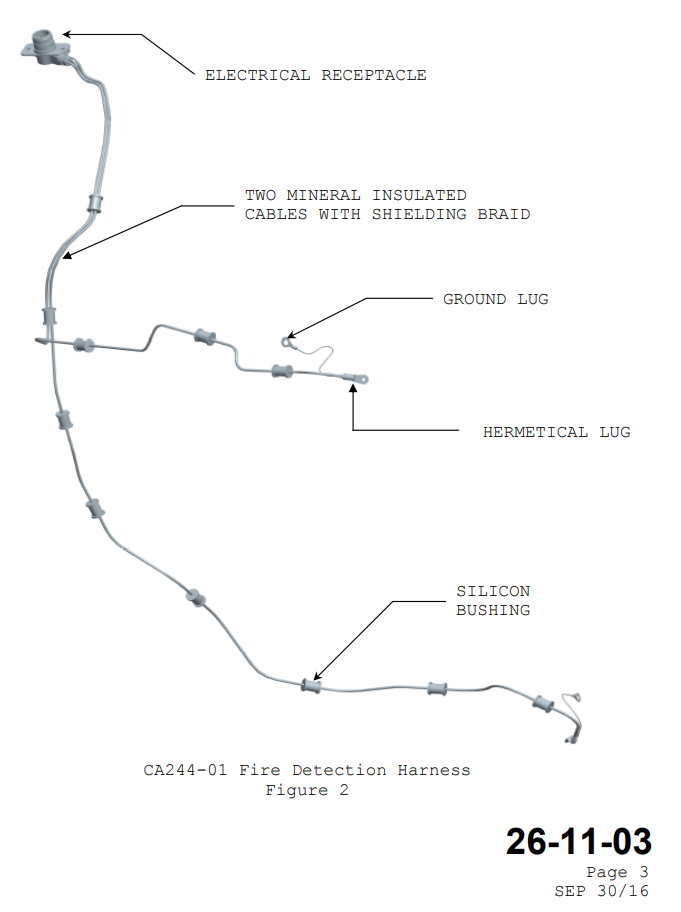 ELECTRICAL RECEPTACLE
TWO MINERAL INSULATED
CABLES WITH SHIELDING BRAID
GROUND LUG
HERMETICAL LUG
SILICON
BUSHING
CA244-01 Fire Detection Harness
Figure 2
26-11-03
Page 3
SEP 30/16